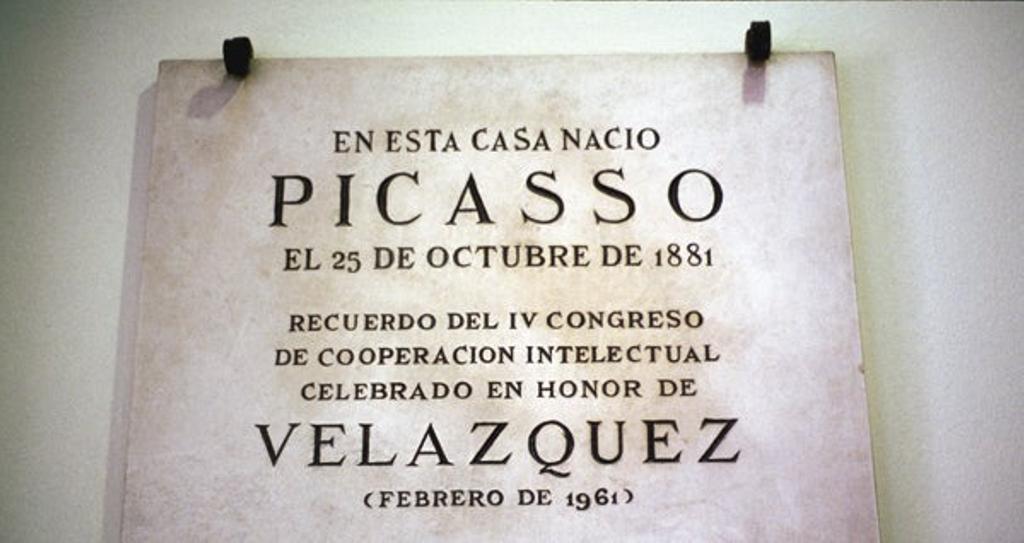 EN ESTA CASA NACIO
PICASSO
EL 25 DE OCTUBRE DE 1881
RECUERDO DEL IV CONGRESO
DE COOPERACION INTELECTUAL
CELEBRADO EN HONOR DE
VELAZQUEZ
(FEBRERO DE 1961)